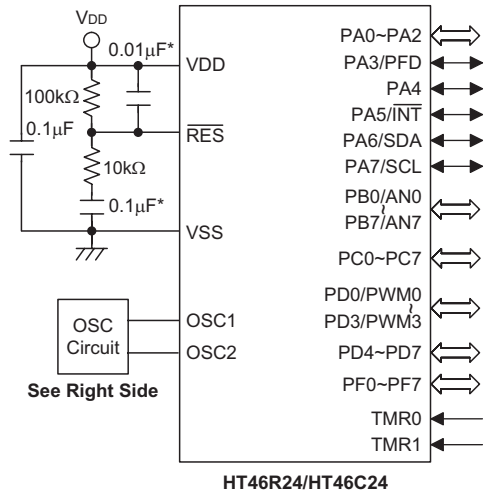 VDD
0.01μF*
VDD
100kΩ
0.1μF
RES
10kΩ
0.1μF*
VSS
OSC
Circuit
OSC1
OSC2
See Right Side
PA0~PA2
PA3/PFD
PA4
PA5/INT
PA6/SDA
PA7/SCL
PB0/AN0
~
PB7/AN7
PC0~PC7
PD0/PWM0
~
PD3/PWM3
PD4~PD7
PF0~PF7
TMR0
TMR1
HT46R24/HT46C24